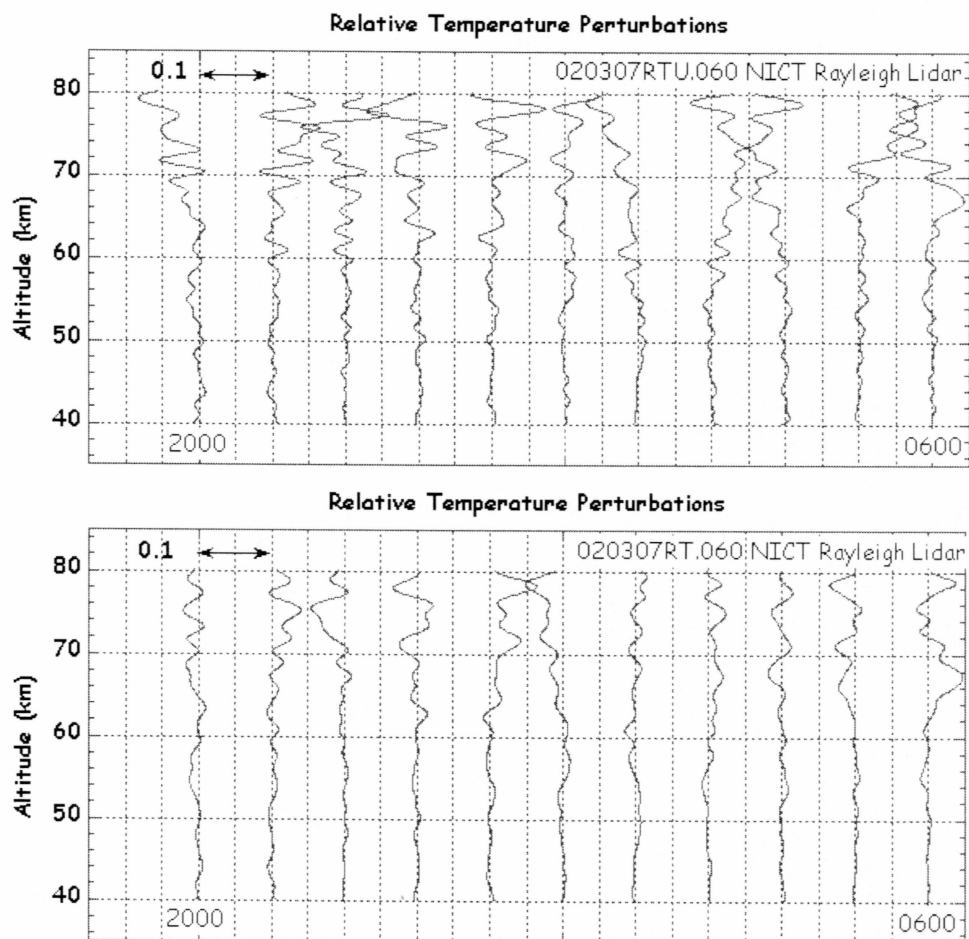 Relative Temperature Perturbations
0.1
020307RTU.060 NICT Rayleigh Lidar
80
70
60
50
40
Altitude (km)
2000
0600
Relative Temperature Perturbations
0.1
020307RT.060 NICT Rayleigh Lidar
80
70
60
50
40
Altitude (km)
2000
0600